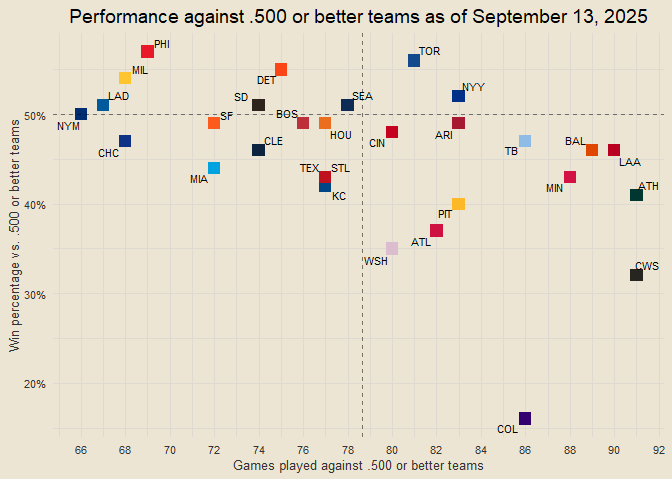 Performance against .500 or better teams as of September 13, 2025
PHI
TOR
MIL
DET
LAD
SD
SEA
NYY
50%
NYM
SF
BOS
HOU
CIN
ARI
CHC
CLE
TB
BAL
LAA
MIA
TEX STL
KC
MIN
ATH
40%
PIT
ATL
WSH
CWS
30%
20%
COL
Win percentage vs. .500 or better teams
66 68 70 72 74 76 78 80 82 84 86 88 90 92
Games played against .500 or better teams